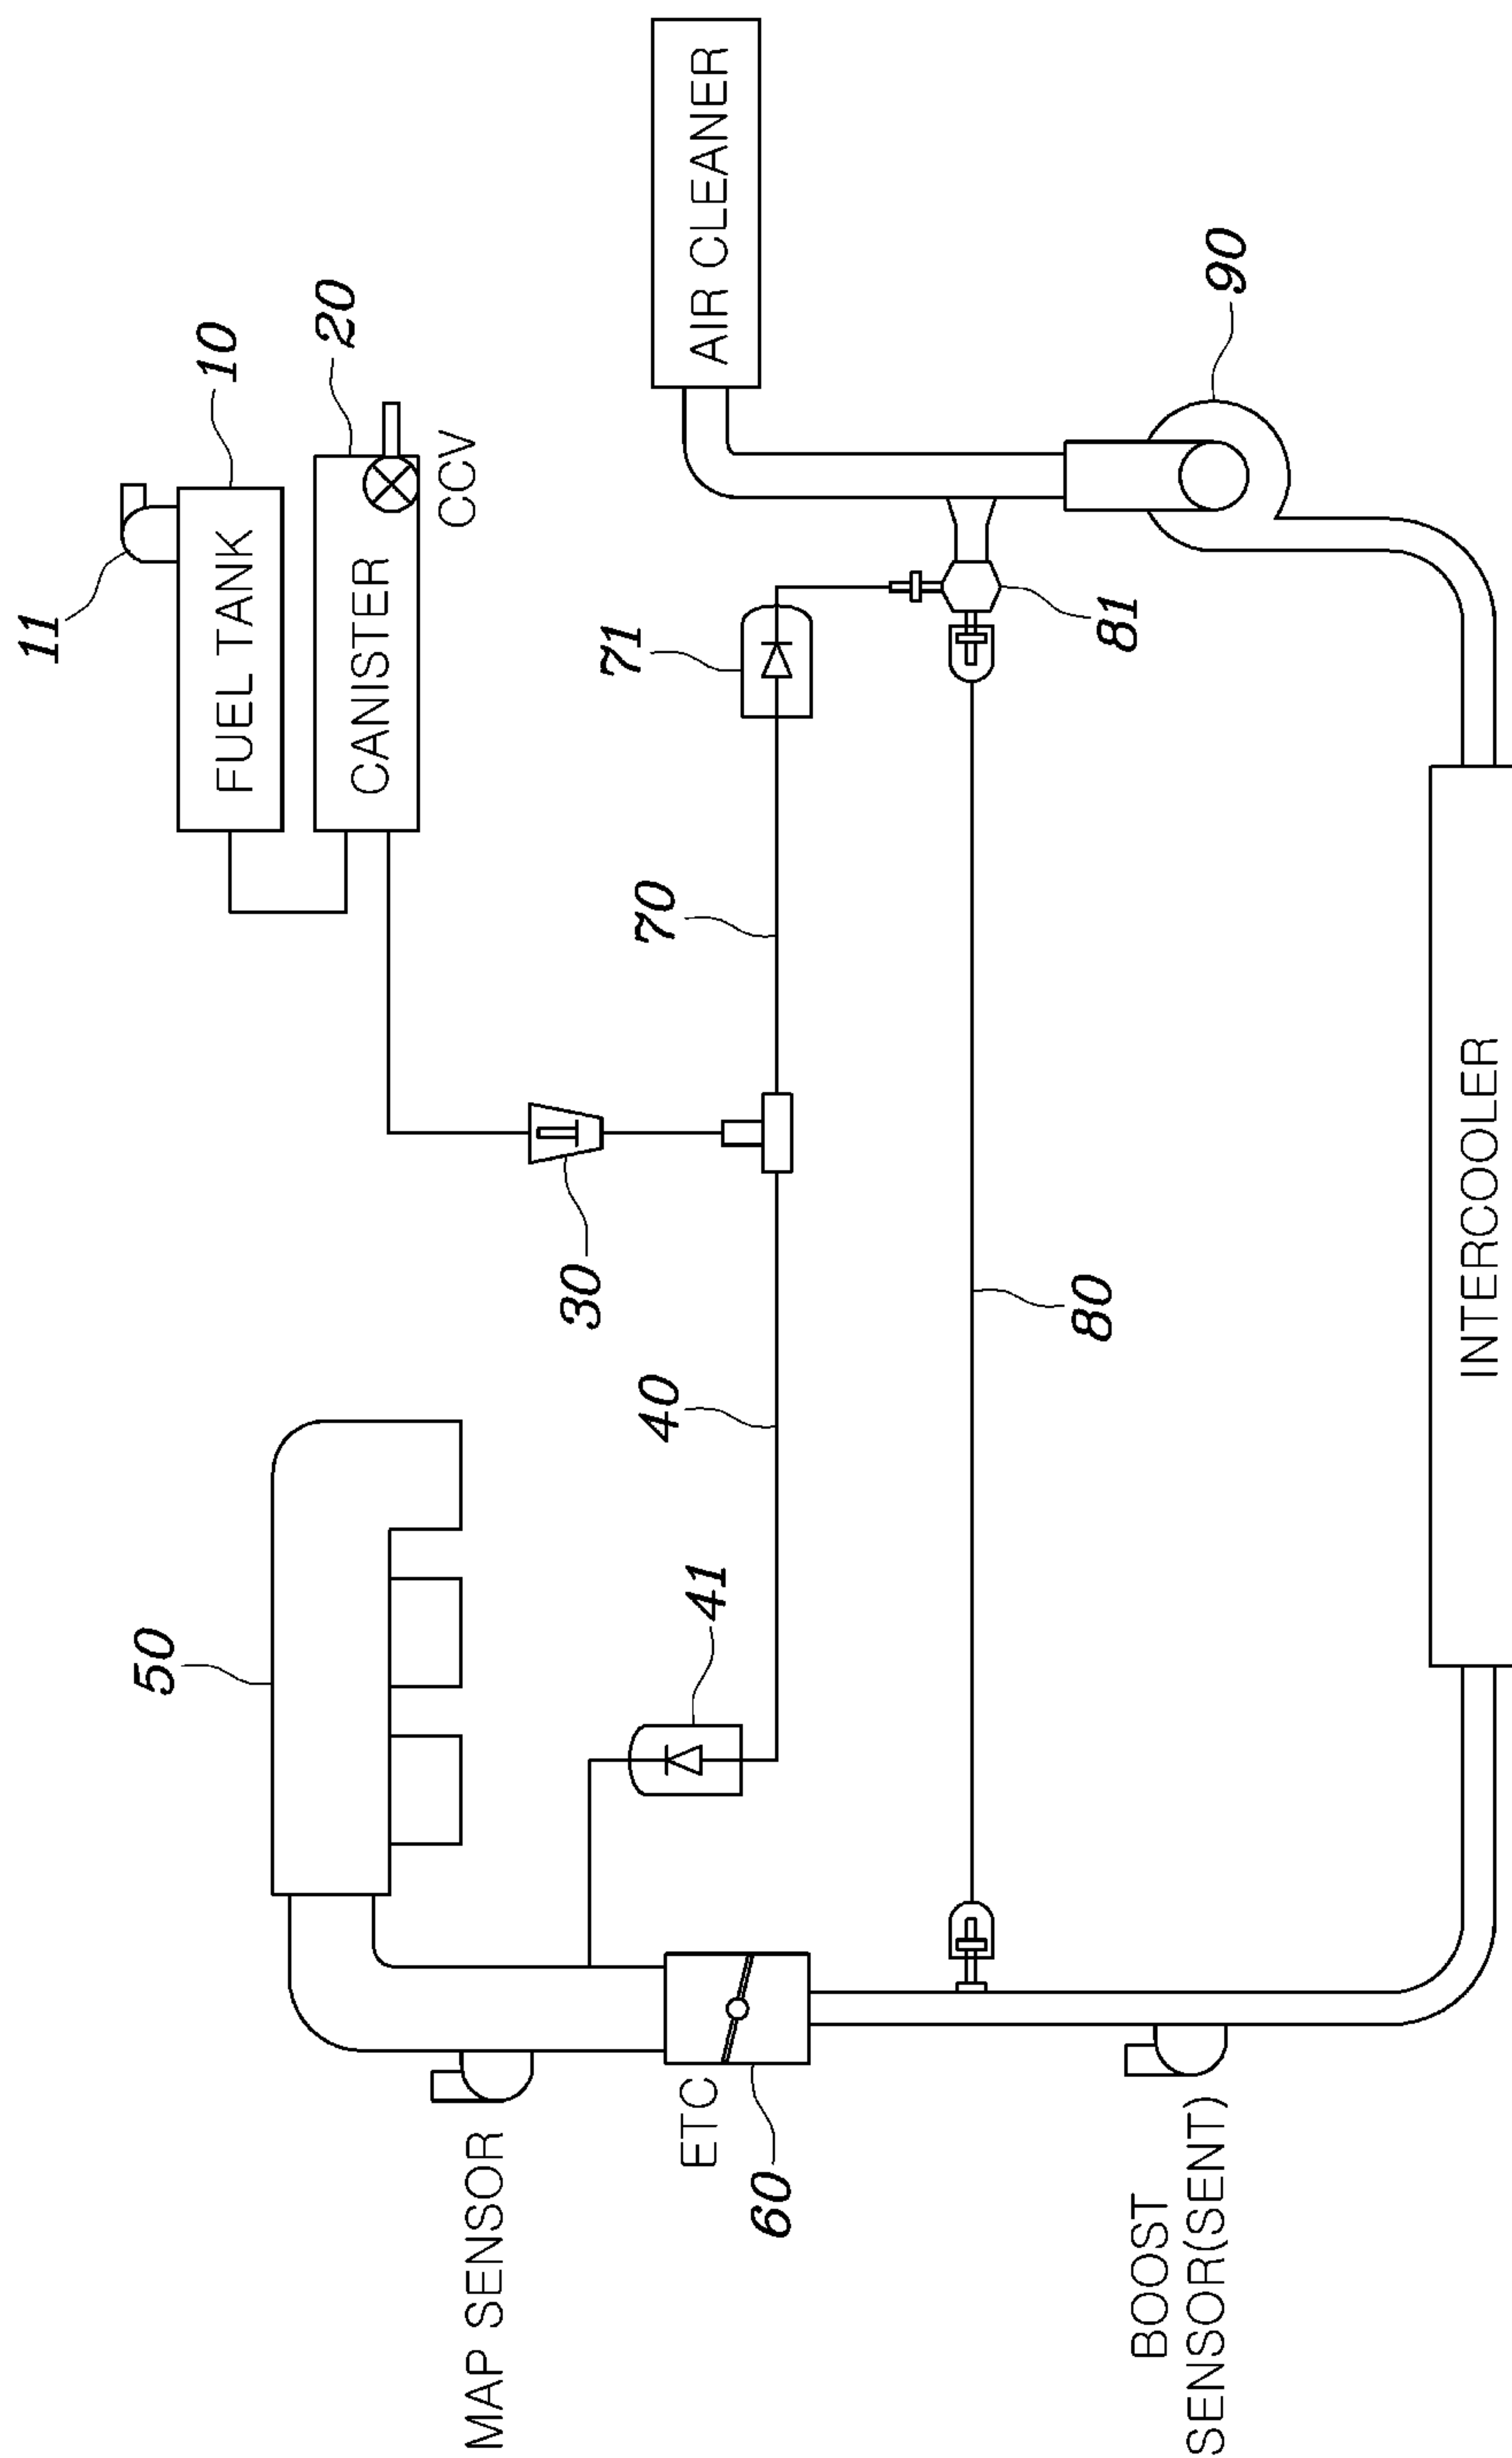 11
10
FUEL TANK
20
CANISTER
CCV
50
30
40
41
70
71
AIR CLEANER
MAP SENSOR
ETC
60
80
81
90
BOOST
SENSOR(SENT)
INTERCOOLER